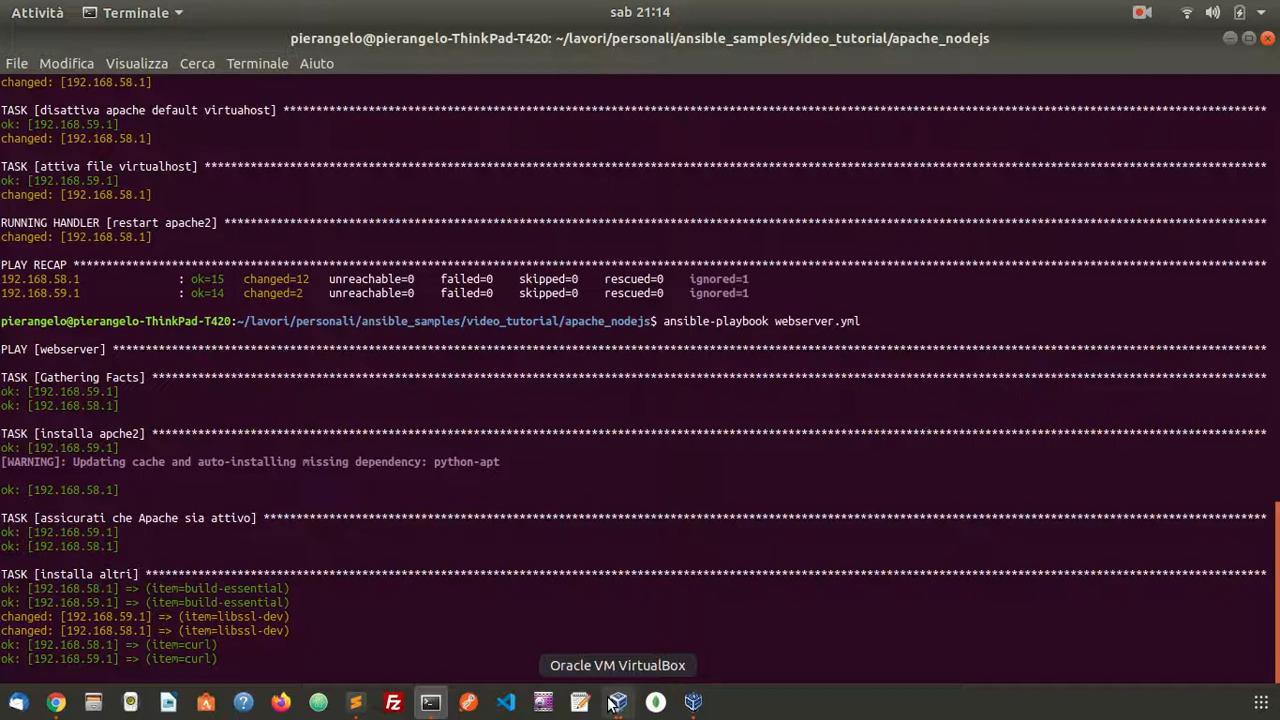 Attività
Terminale
sab 21:14
pierangelo@pierangelo-ThinkPad-T420: ~/lavori/personali/ansible_samples/video_tutorial/apache_nodejs
File Modifica Visualizza Cerca Terminale Aiuto
changed: [192.168.58.1]
TASK [disattiva apache default virtuahost] ***************************************************************************************************************************************************
ok: [192.168.59.1]
changed: [192.168.58.1]
TASK [attiva file virtualhost] ***************************************************************************************************************************************************************
ok: [192.168.59.1]
changed: [192.168.58.1]
RUNNING HANDLER [restart apache2] ************************************************************************************************************************************************************
changed: [192.168.58.1]
PLAY RECAP ***********************************************************************************************************************************************************************************
192.168.58.1 : ok=15 changed=12 unreachable=0 failed=0 skipped=0 rescued=0 ignored=1
192.168.59.1 : ok=14 changed=2 unreachable=0 failed=0 skipped=0 rescued=0 ignored=1
pierangelo@pierangelo-ThinkPad-T420:~/lavori/personali/ansible_samples/video_tutorial/apache_nodejs$ ansible-playbook webserver.yml
PLAY [webserver] *****************************************************************************************************************************************************************************
TASK [Gathering Facts] ***********************************************************************************************************************************************************************
ok: [192.168.59.1]
ok: [192.168.58.1]
TASK [installa apche2] ***********************************************************************************************************************************************************************
ok: [192.168.59.1]
[WARNING]: Updating cache and auto-installing missing dependency: python-apt
ok: [192.168.58.1]
TASK [assicurati che Apache sia attivo] ******************************************************************************************************************************************************
ok: [192.168.59.1]
ok: [192.168.58.1]
TASK [installa altri] ************************************************************************************************************************************************************************
ok: [192.168.58.1] => (item=build-essential)
ok: [192.168.59.1] => (item=build-essential)
changed: [192.168.59.1] => (item=libssl-dev)
changed: [192.168.58.1] => (item=libssl-dev)
ok: [192.168.58.1] => (item=curl)
ok: [192.168.59.1] => (item=curl)
Oracle VM VirtualBox